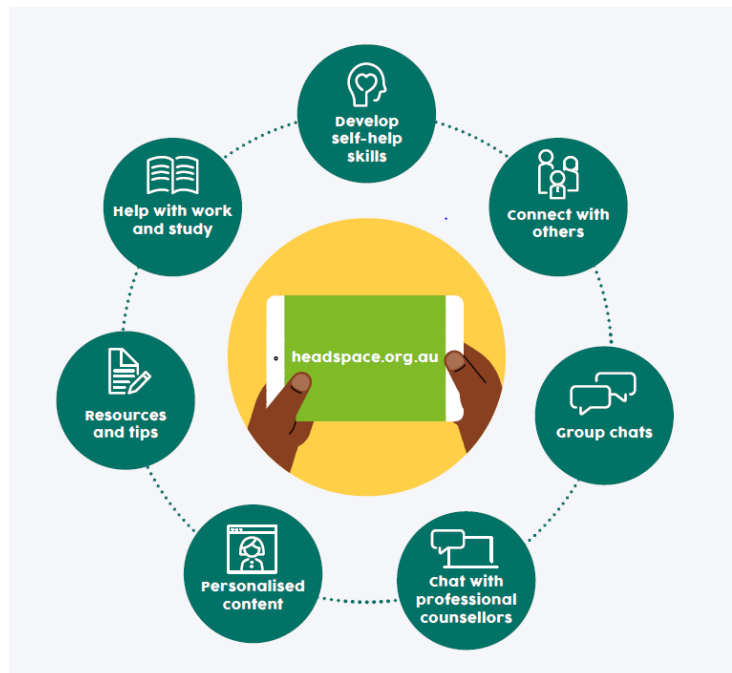 Develop
self-help
skills
Connect with
others
Group chats
Chat with
professional
counsellors
Personalised
content
Resources
and tips
Help with work
and study
headspace.org.au